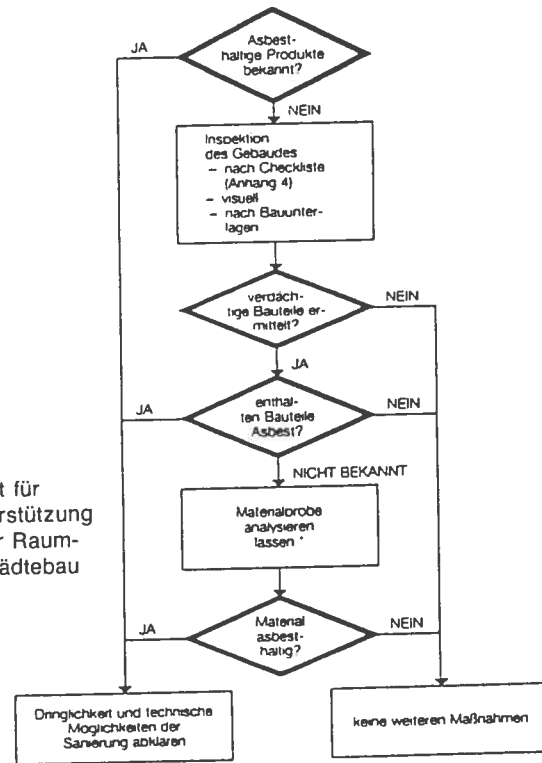 Asbest-
haltige Produkte
bekannt?
JA
NEIN
Inspektion
des Gebäudes
– nach Checkliste
(Anhang 4)
– visuell
– nach Bauunter-
lagen
verdäch-
tige Bauteile er-
mittelt?
NEIN
JA
enthal-
ten Bauteile
Asbest?
JA
NEIN
NICHT BEKANNT
t für
rstützung
r Raum-
ädtebau
Materialprobe
analysieren
lassen *
Material
asbest-
haltig?
JA
NEIN
Dringlichkeit und technische
Möglichkeiten der
Sanierung abklären
keine weiteren Maßnahmen